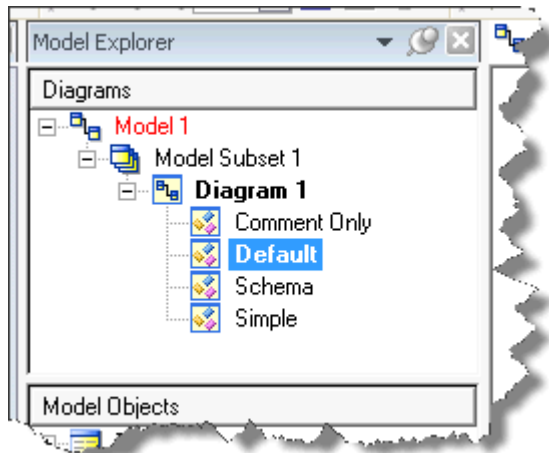 Model Explorer
Diagrams
Model 1
Model Subset 1
Diagram 1
Comment Only
Default
Schema
Simple
Model Objects